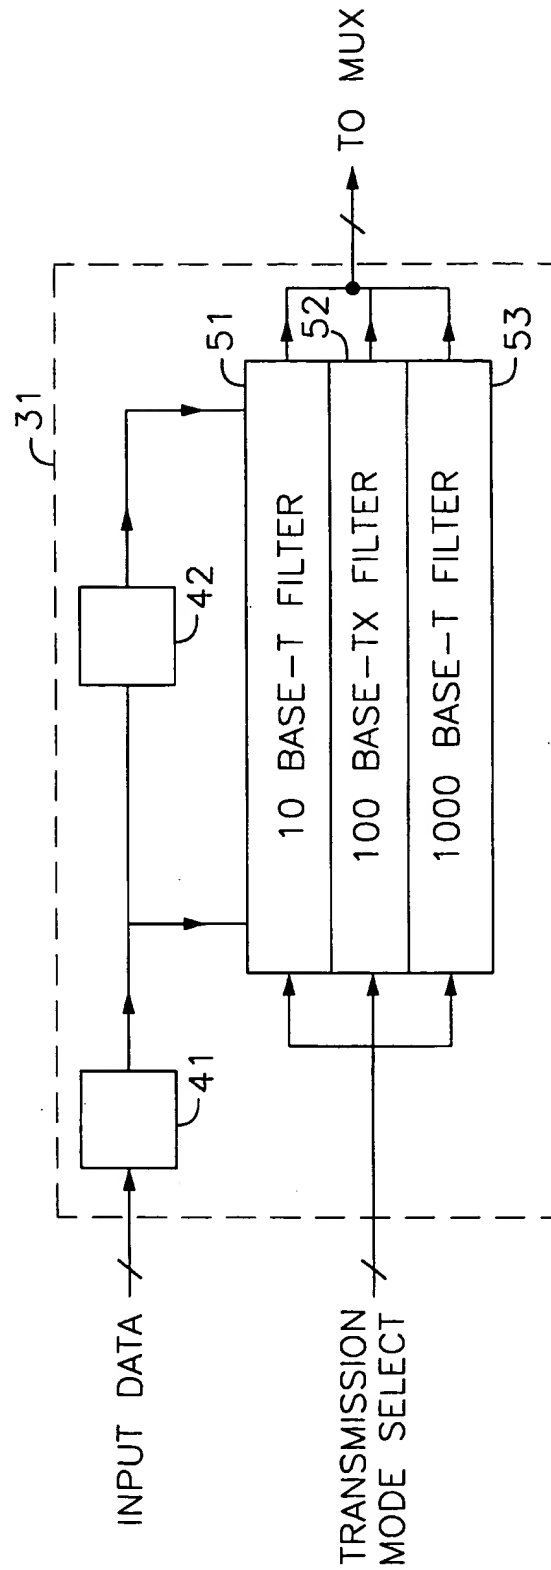 31
INPUT DATA
41
42
TRANSMISSION
MODE SELECT
10 BASE-T FILTER
100 BASE-TX FILTER
1000 BASE-T FILTER
51
52
53
TO MUX